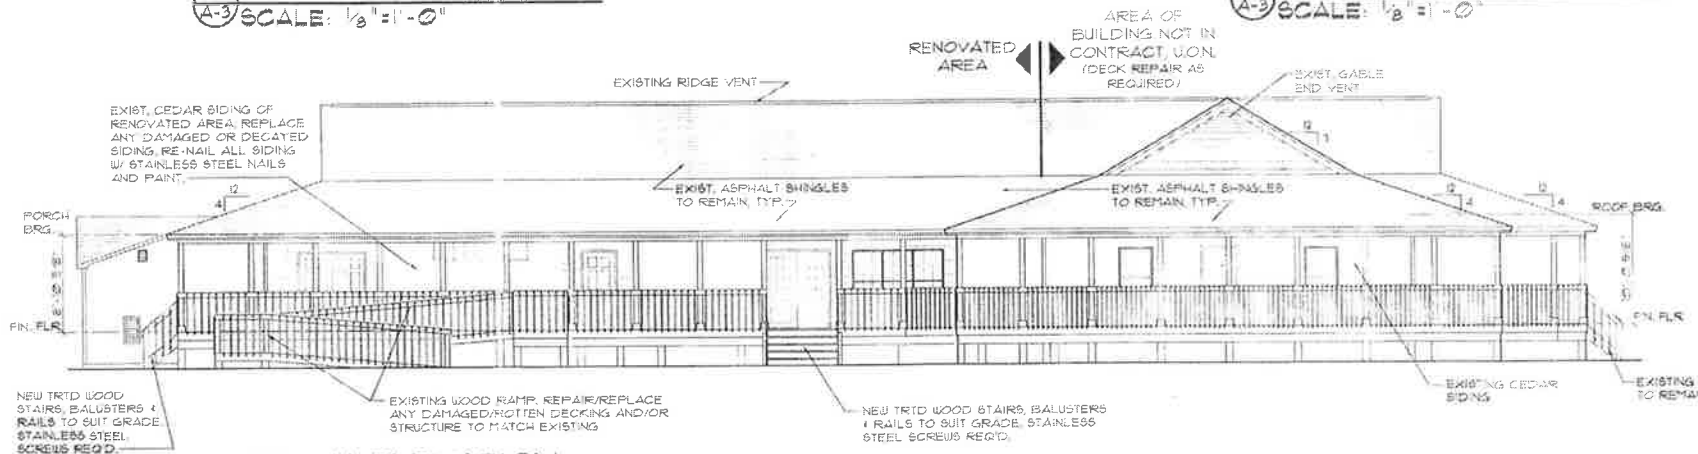 A-3 SCALE: 1/8" = 1'-0"
A-3 SCALE: 1/8" = 1'-0"
RENOVATED
AREA
AREA OF
BUILDING NOT IN
CONTRACT, U.O.N.
(DECK REPAIR AS
REQUIRED)
EXISTING RIDGE VENT
EXIST. GABLE
END VENT
EXIST. CEDAR SIDING OF
RENOVATED AREA, REPLACE
ANY DAMAGED OR DECAYED
SIDING, RE-NAIL ALL SIDING
W/ STAINLESS STEEL NAILS
AND PAINT.
12
EXIST. ASPHALT SHINGLES
TO REMAIN, TYP.
EXIST. ASPHALT SHINGLES
TO REMAIN, TYP.
12
4
12
4
12
4
PORCH
BRG.
ROOF BRG.
FIN. FLR
FIN. FLR
NEW TRTD WOOD
STAIRS, BALUSTERS &
RAILS TO SUIT GRADE.
STAINLESS STEEL
SCREWS REQ'D.
EXISTING WOOD RAMP. REPAIR/REPLACE
ANY DAMAGED/ROTTEN DECKING AND/OR
STRUCTURE TO MATCH EXISTING
NEW TRTD WOOD STAIRS, BALUSTERS
& RAILS TO SUIT GRADE, STAINLESS
STEEL SCREWS REQ'D.
EXISTING CEDAR
SIDING
EXISTING
TO REMA